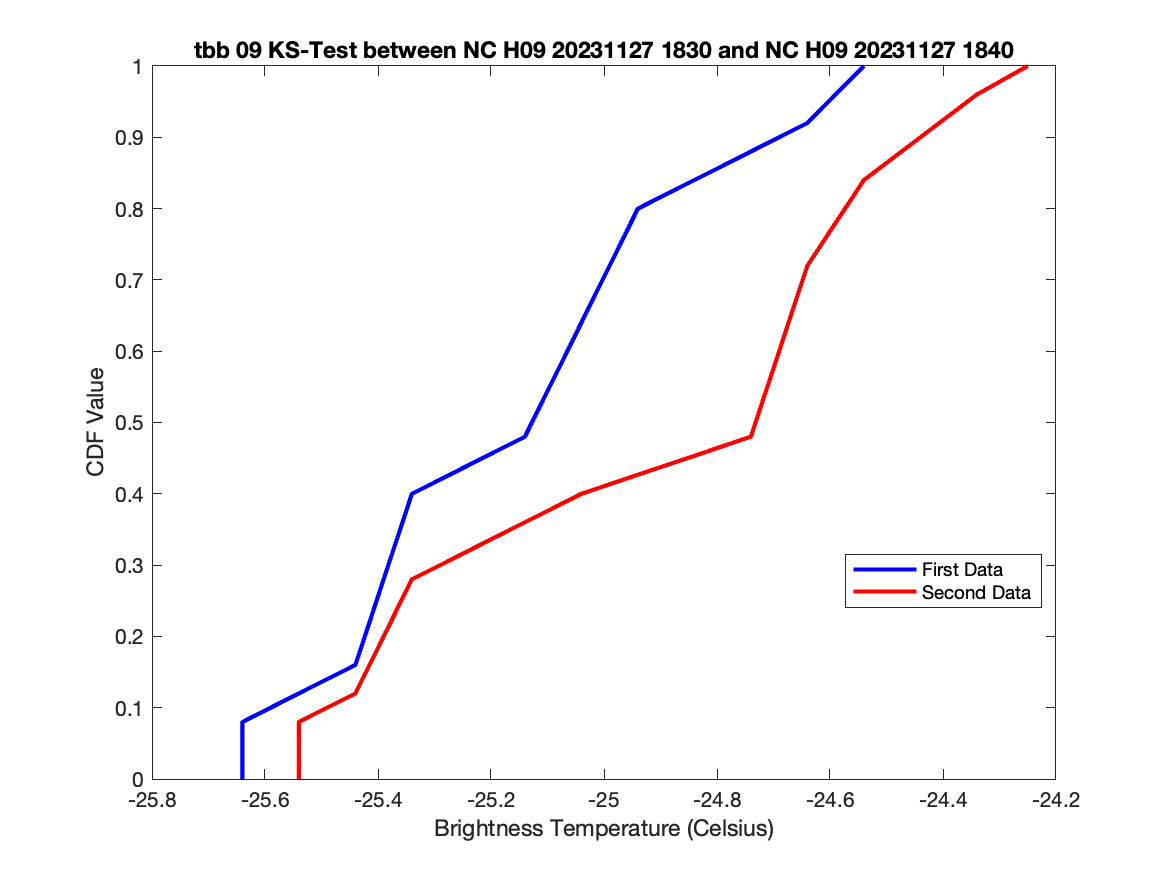 tbb 09 KS-Test between NC H09 20231127 1830 and NC H09 20231127 1840
1
0.9
0.8
0.7
0.6
0.5
0.4
0.3
0.2
0.1
0
CDF Value
First Data
Second Data
-25.8 -25.6 -25.4 -25.2 -25 -24.8 -24.6 -24.4 -24.2
Brightness Temperature (Celsius)